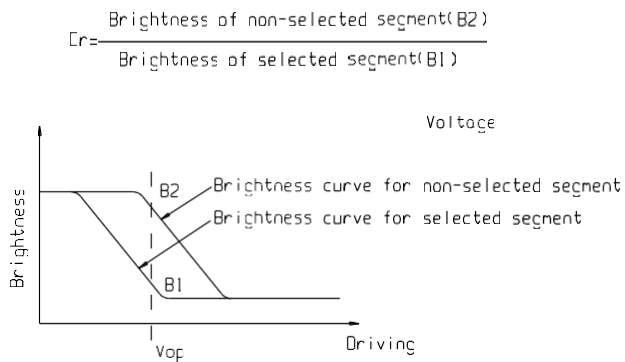 Brightness of non-selected segment(B2)
Cr=
Brightness of selected segment(B1)
Voltage
B2
Brightness curve for non-selected segment
Brightness curve for selected segment
Brightness
B1
Vop
Driving